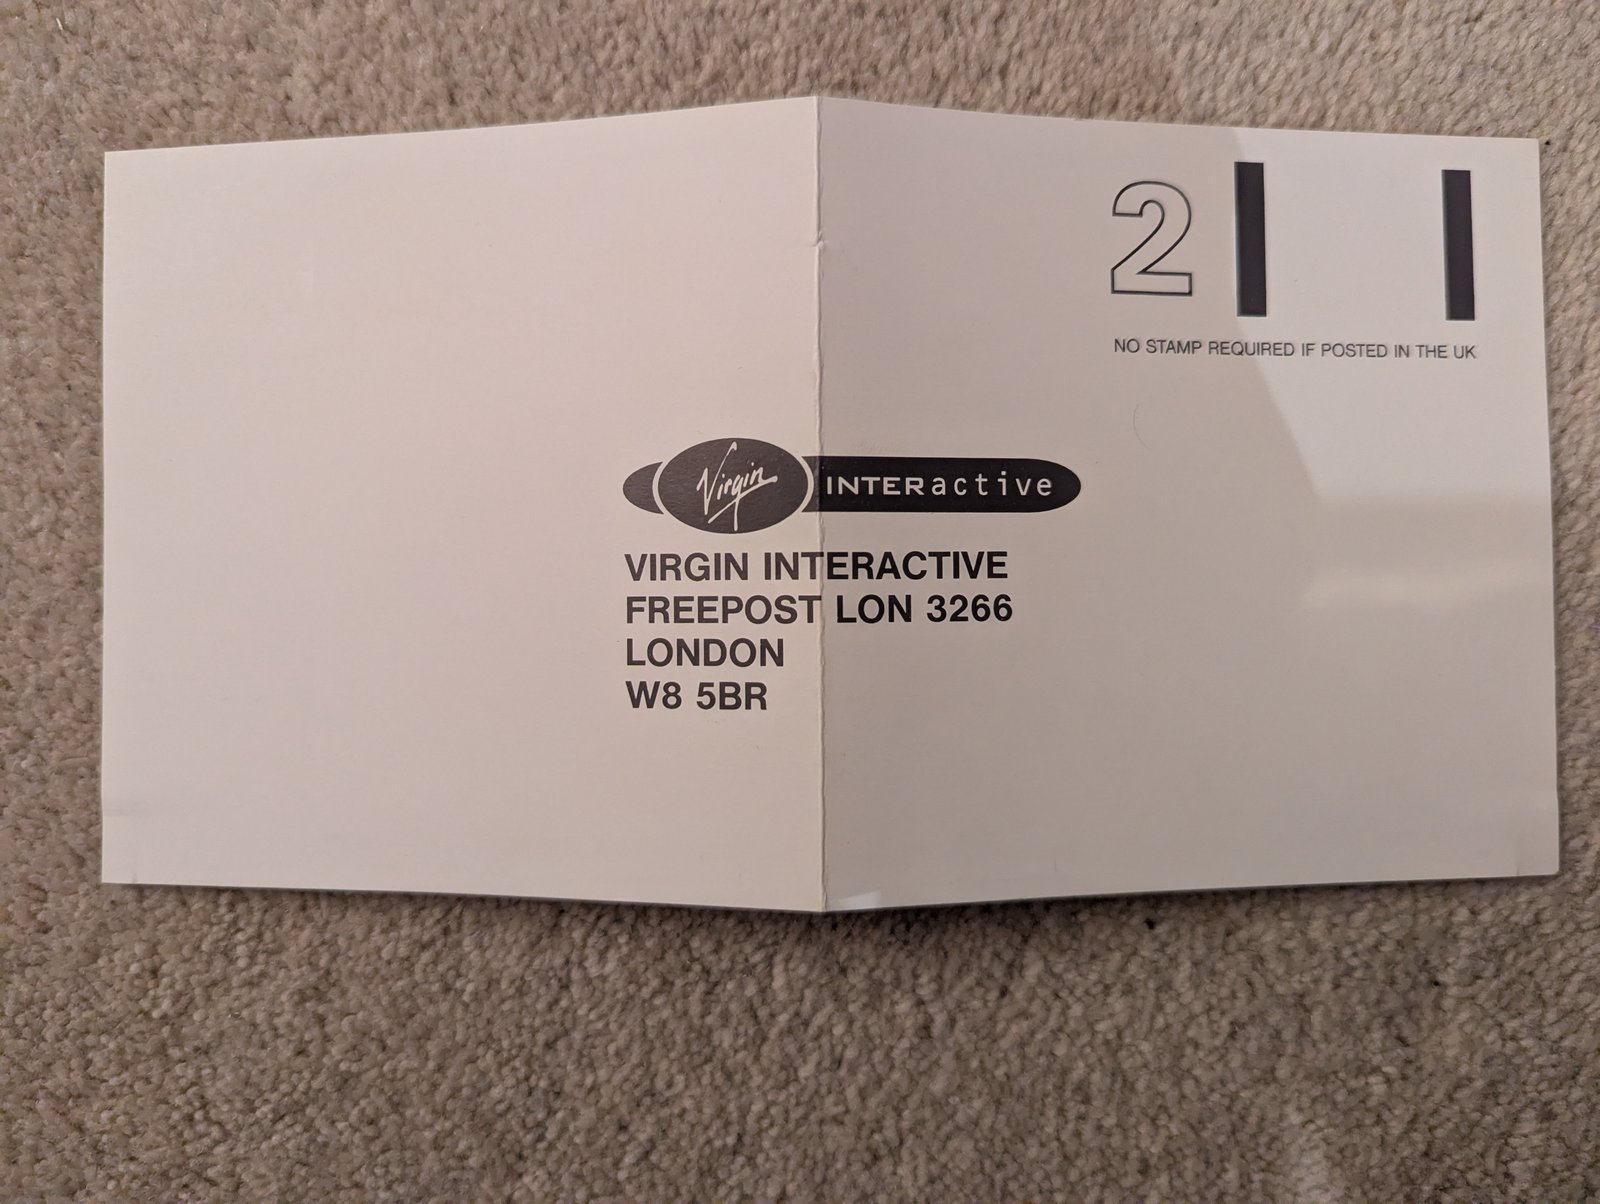 2
NO STAMP REQUIRED IF POSTED IN THE UK
Virgin INTERactive
VIRGIN INTERACTIVE
FREEPOST LON 3266
LONDON
W8 5BR